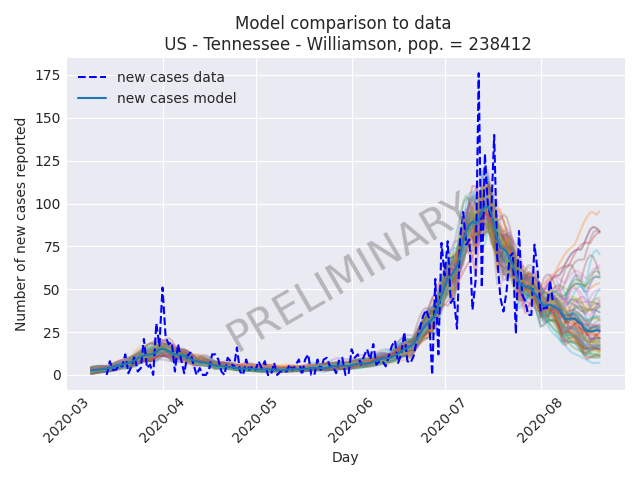 Model comparison to data
US - Tennessee - Williamson, pop. = 238412
new cases data
new cases model
Number of new cases reported
175
150
125
100
75
50
25
0
PRELIMINARY
2020-03
2020-04
2020-05
2020-06
2020-07
2020-08
Day